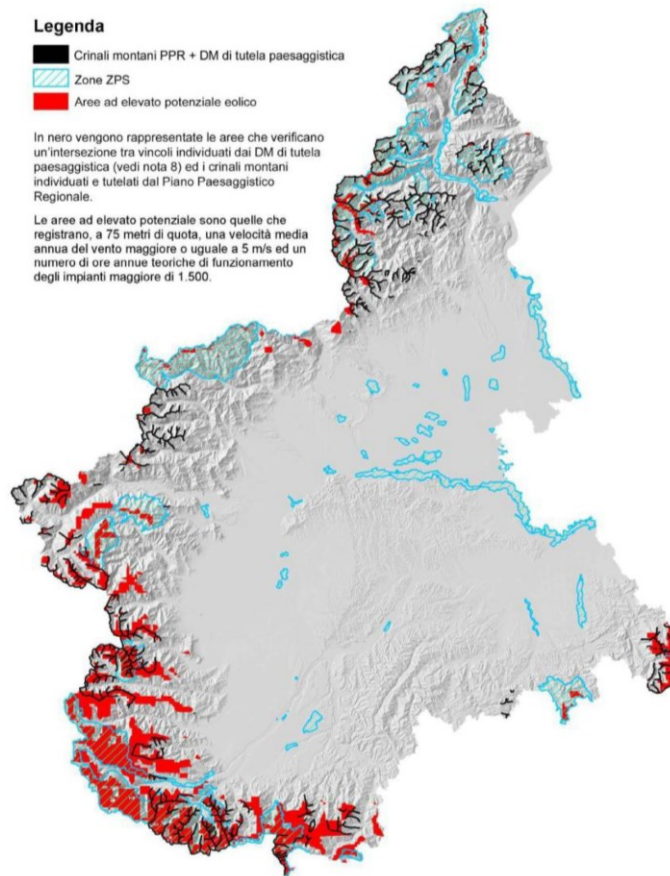 Legenda
Crinali montani PPR + DM di tutela paesaggistica
Zone ZPS
Aree ad elevato potenziale eolico
In nero vengono rappresentate le aree che verificano
un'intersezione tra vincoli individuati dai DM di tutela
paesaggistica (vedi nota 8) ed i crinali montani
individuati e tutelati dal Piano Paesaggistico
Regionale.
Le aree ad elevato potenziale sono quelle che
registrano, a 75 metri di quota, una velocità media
annua del vento maggiore o uguale a 5 m/s ed un
numero di ore annue teoriche di funzionamento
degli impianti maggiore di 1.500.